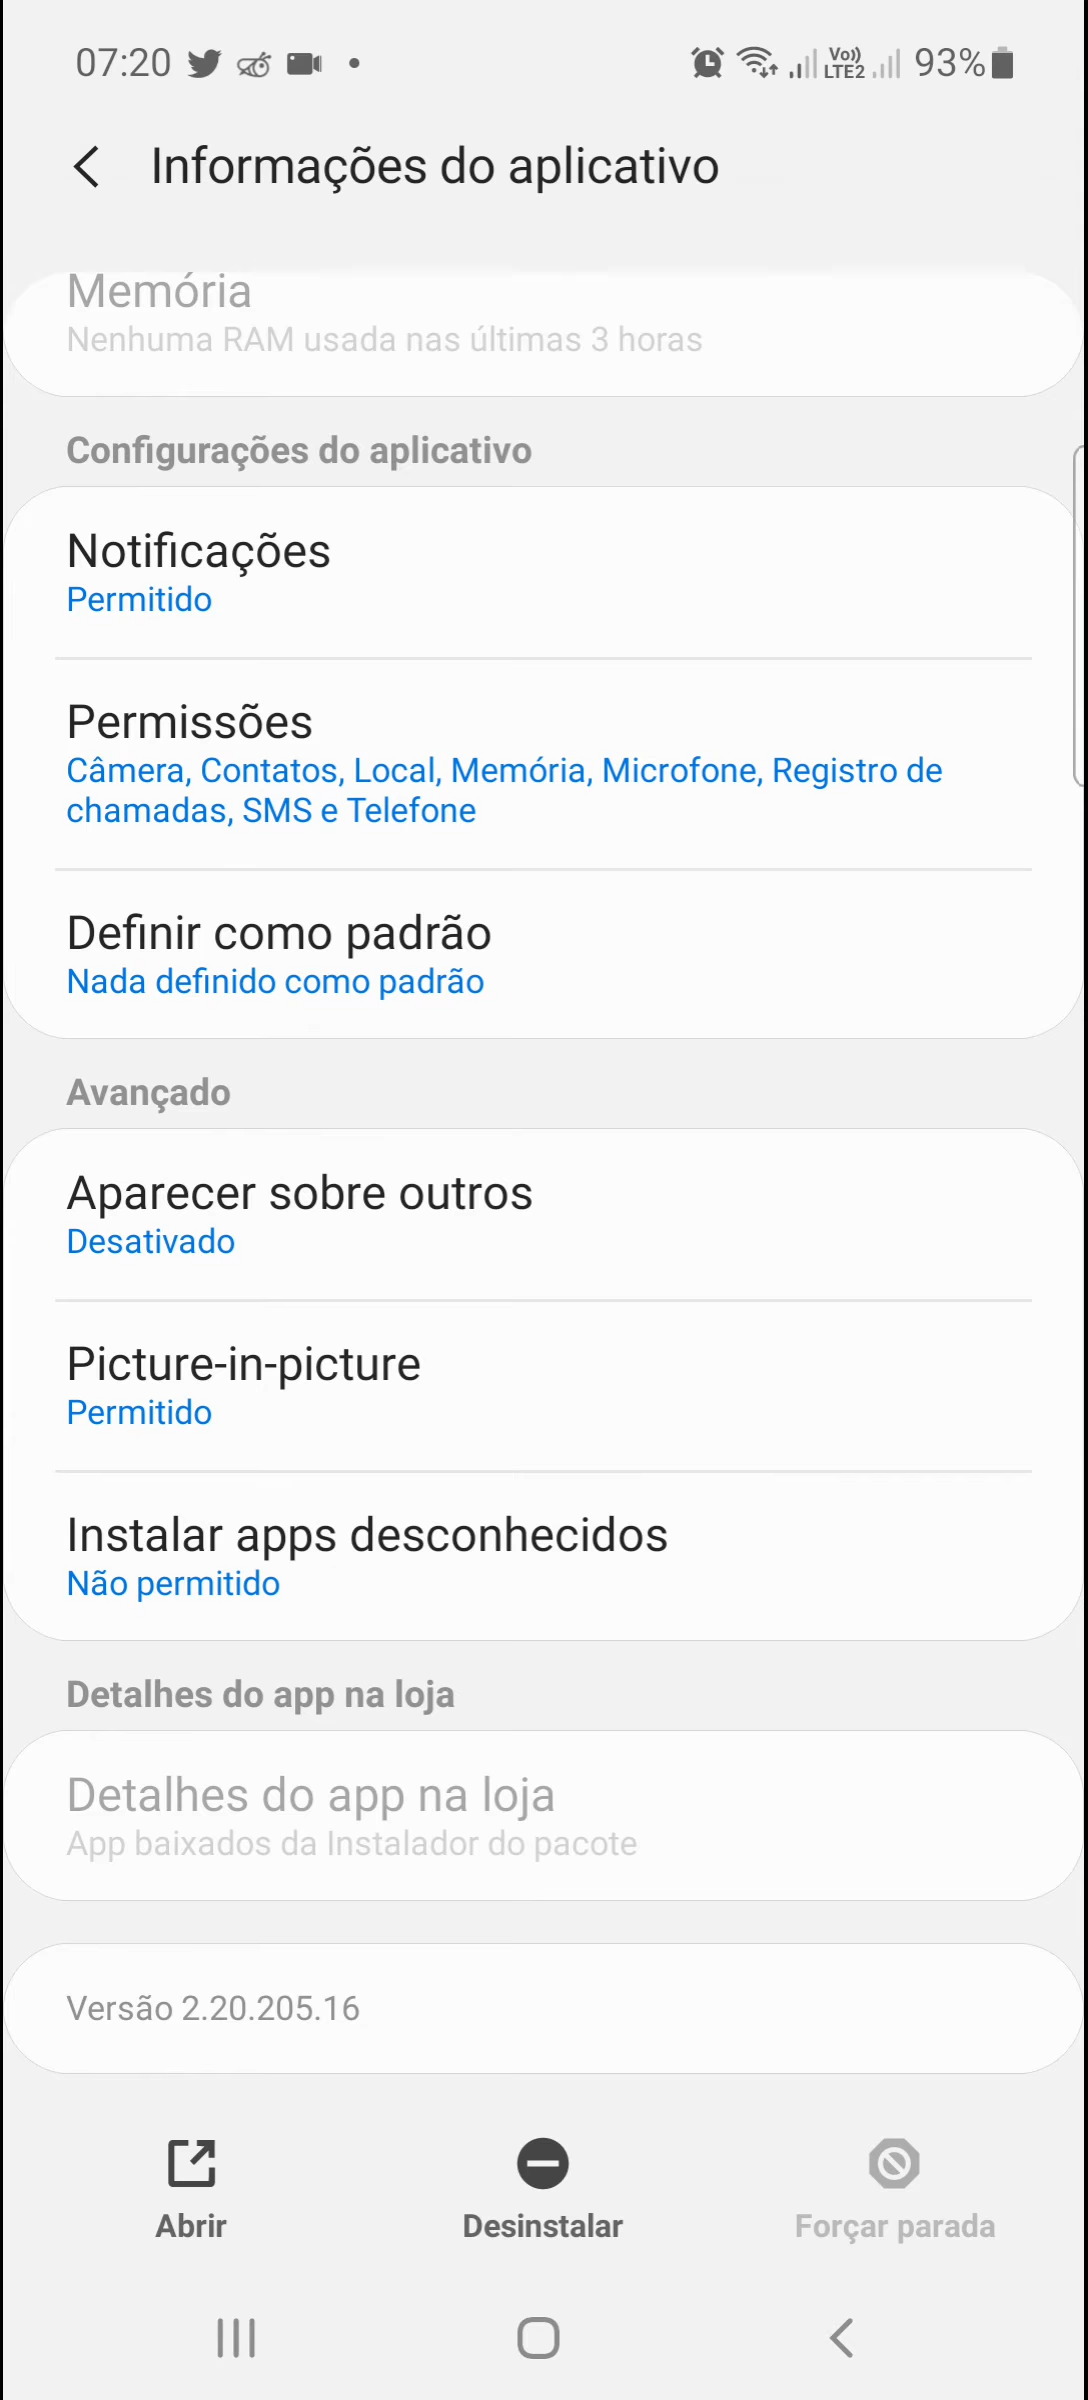 07:20
Vo)) LTE2 93%
Informações do aplicativo
Memória
Nenhuma RAM usada nas últimas 3 horas
Configurações do aplicativo
Notificações
Permitido
Permissões
Câmera, Contatos, Local, Memória, Microfone, Registro de
chamadas, SMS e Telefone
Definir como padrão
Nada definido como padrão
Avançado
Aparecer sobre outros
Desativado
Picture-in-picture
Permitido
Instalar apps desconhecidos
Não permitido
Detalhes do app na loja
Detalhes do app na loja
App baixados da Instalador do pacote
Versão 2.20.205.16
Abrir
Desinstalar
Forçar parada